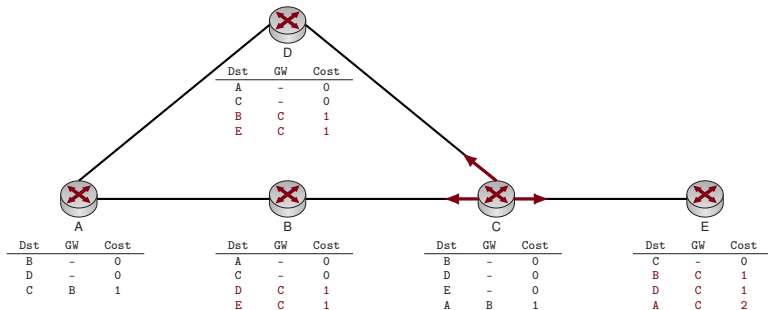 D
Dst GW Cost
A - 0
C - 0
B C 1
E C 1
A
Dst GW Cost
B - 0
D - 0
C B 1
B
Dst GW Cost
A - 0
C - 0
D C 1
E C 1
C
Dst GW Cost
B - 0
D - 0
E - 0
A B 1
E
Dst GW Cost
C - 0
B C 1
D C 1
A C 2